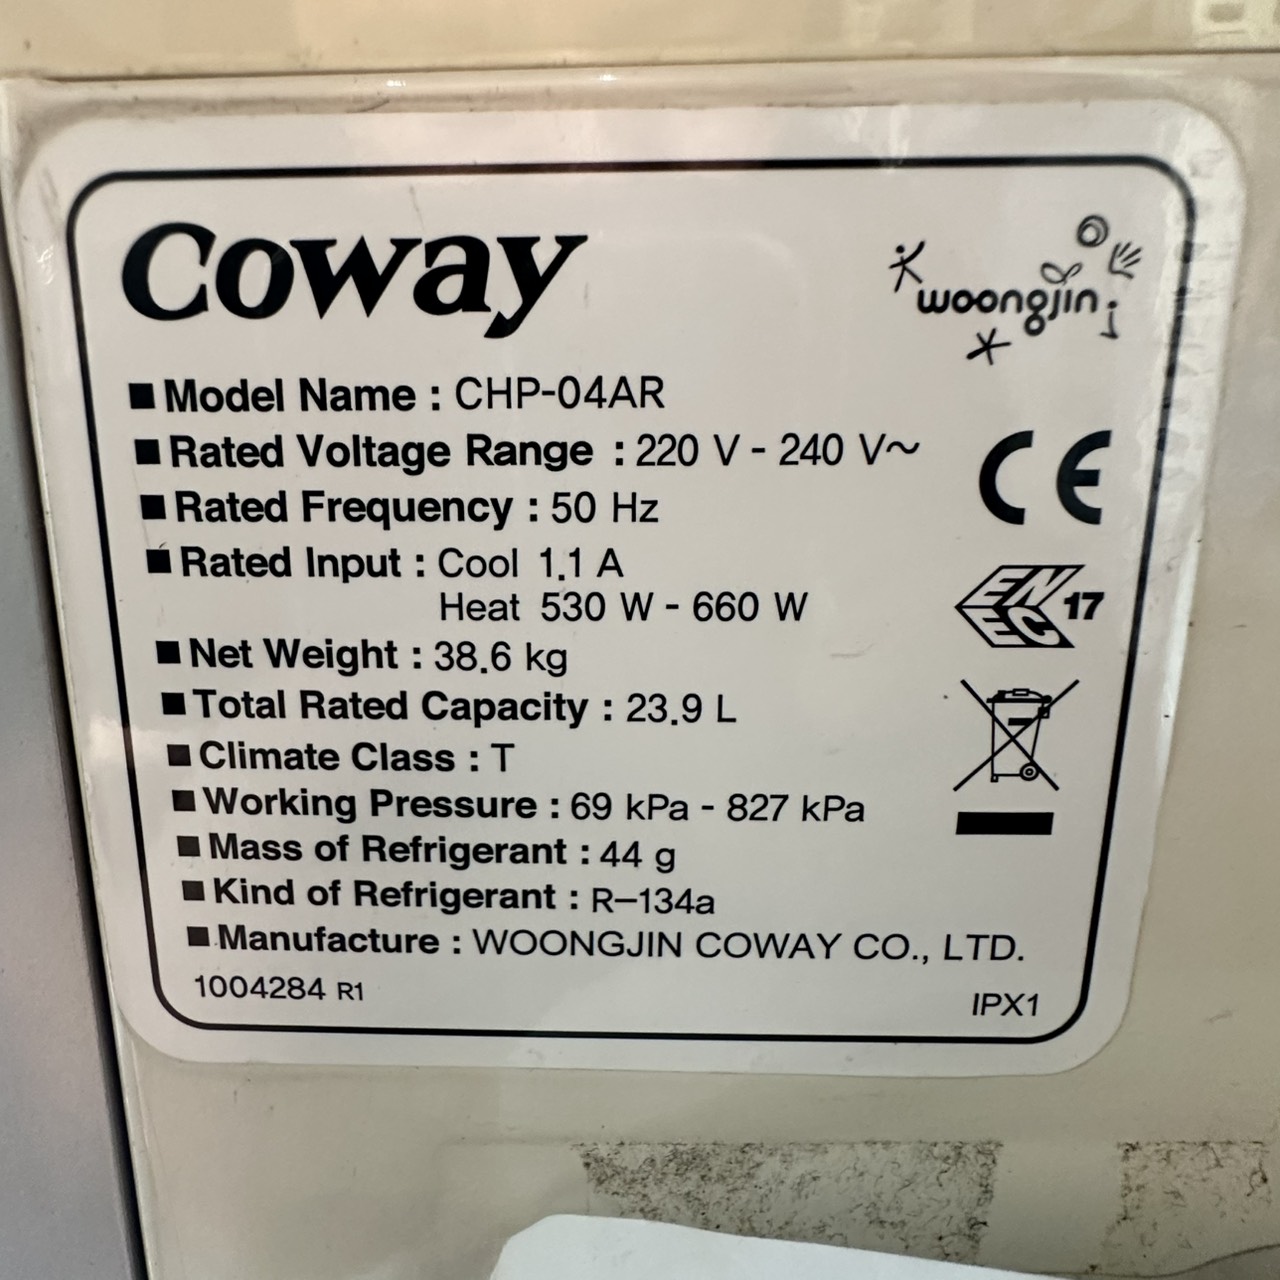 Coway
woongjin
■ Model Name : CHP-04AR
■ Rated Voltage Range : 220 V - 240 V~
■ Rated Frequency : 50 Hz
■ Rated Input : Cool 1.1 A
Heat 530 W - 660 W
■ Net Weight : 38.6 kg
■ Total Rated Capacity : 23.9 L
■ Climate Class : T
■ Working Pressure : 69 kPa - 827 kPa
■ Mass of Refrigerant : 44 g
■ Kind of Refrigerant : R-134a
■ Manufacture : WOONGJIN COWAY CO., LTD.
1004284 R1
CE
ENEC 17
IPX1